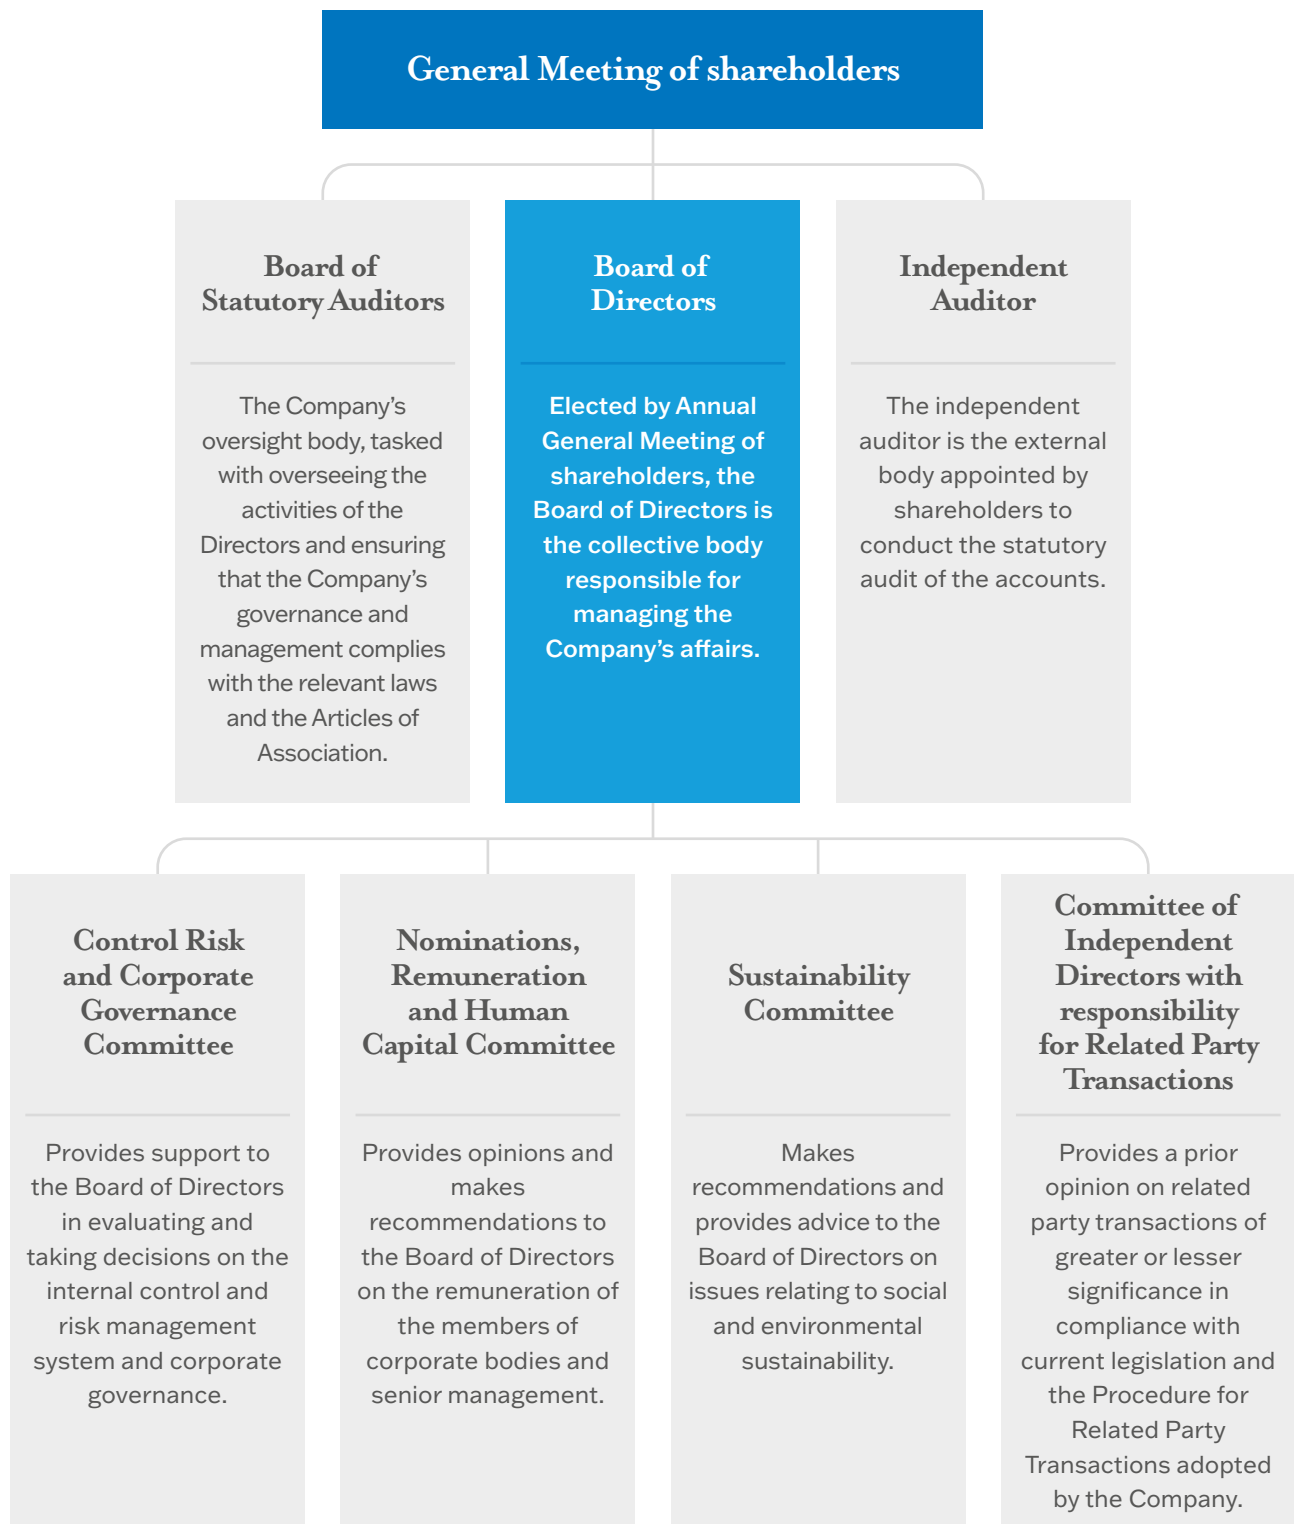 General Meeting of shareholders
Board of
Statutory Auditors
The Company’s
oversight body, tasked
with overseeing the
activities of the
Directors and ensuring
that the Company’s
governance and
management complies
with the relevant laws
and the Articles of
Association.
Board of
Directors
Elected by Annual
General Meeting of
shareholders, the
Board of Directors is
the collective body
responsible for
managing the
Company’s affairs.
Independent
Auditor
The independent
auditor is the external
body appointed by
shareholders to
conduct the statutory
audit of the accounts.
Control Risk
and Corporate
Governance
Committee
Provides support to
the Board of Directors
in evaluating and
taking decisions on the
internal control and
risk management
system and corporate
governance.
Nominations,
Remuneration
and Human
Capital Committee
Provides opinions and
makes
recommendations to
the Board of Directors
on the remuneration of
the members of
corporate bodies and
senior management.
Sustainability
Committee
Makes
recommendations and
provides advice to the
Board of Directors on
issues relating to social
and environmental
sustainability.
Committee of
Independent
Directors with
responsibility
for Related Party
Transactions
Provides a prior
opinion on related
party transactions of
greater or lesser
significance in
compliance with
current legislation and
the Procedure for
Related Party
Transactions adopted
by the Company.